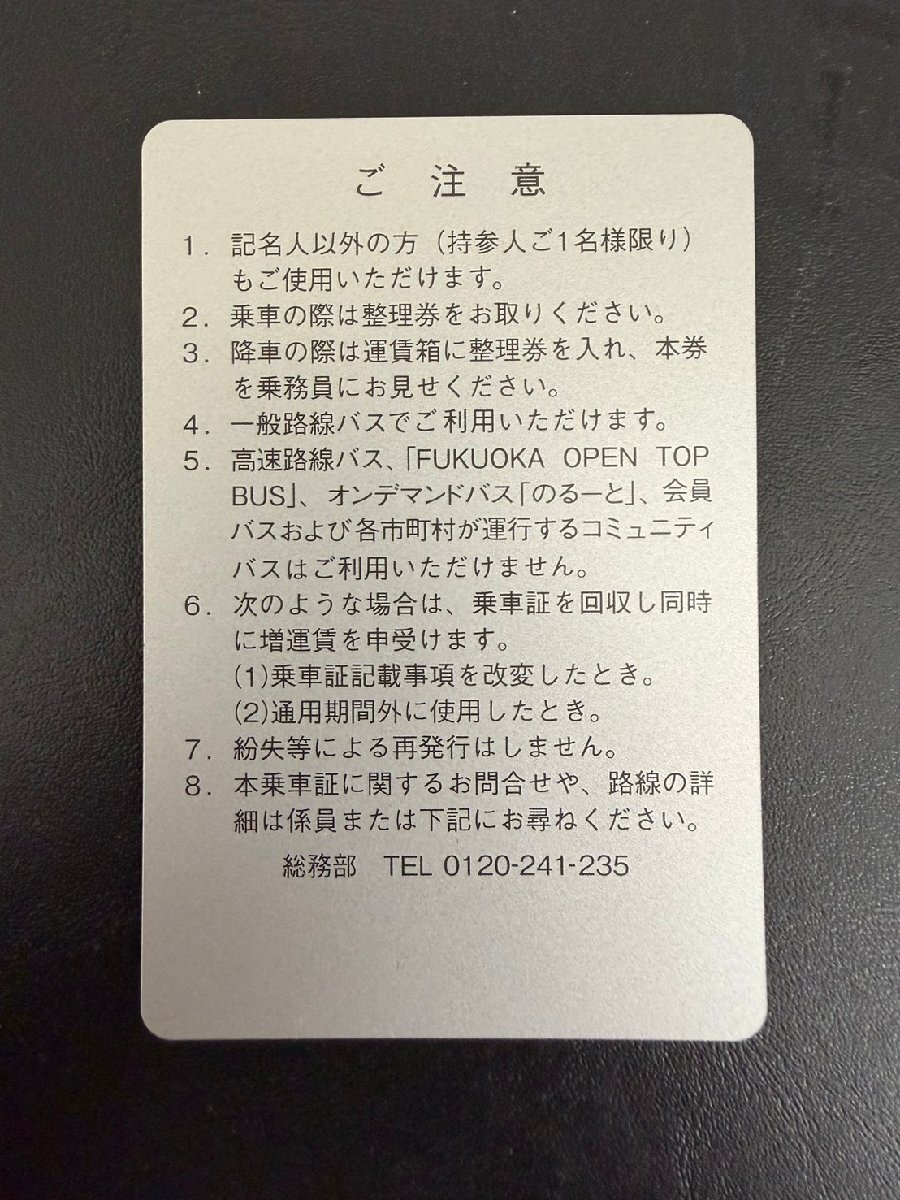 ご 注 意
1. 記名人以外の方（持参人ご1名様限り）
もご使用いただけます。
2. 乗車の際は整理券をお取りください。
3. 降車の際は運賃箱に整理券を入れ、本券
を乗務員にお見せください。
4. 一般路線バスでご利用いただけます。
5. 高速路線バス、「FUKUOKA OPEN TOP
BUS」、オンデマンドバス「のるーと」、会員
バスおよび各市町村が運行するコミュニティ
バスはご利用いただけません。
6. 次のような場合は、乗車証を回収し同時
に増運賃を申受けます。
(1)乗車証記載事項を改変したとき。
(2)通用期間外に使用したとき。
7. 紛失等による再発行はしません。
8. 本乗車証に関するお問合せや、路線の詳
細は係員または下記にお尋ねください。
総務部 TEL 0120-241-235